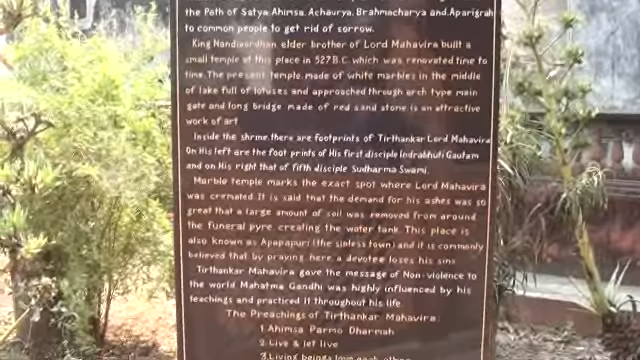 the Path of Satya Ahimsa, Achaurya, Brahmacharya and Aparigrah
to common people to get rid of sorrow.
King Nandivardhan elder brother of Lord Mahavira built a
small temple at this place in 527 B.C. which was renovated time to
time. The present temple made of white marbles in the middle
of lake full of lotuses and approached through arch type main
gate and long bridge made of red sand stone is an attractive
work of art.
Inside the shrine there are footprints of Tirthankar Lord Mahavira
On His left are the foot prints of His first disciple Indrabhuti Gautam
and on His right that of fifth disciple Sudharma Swami.
Marble temple marks the exact spot where Lord Mahavira
was cremated. It is said that the demand for his ashes was so
great that a large amount of soil was removed from around
the funeral pyre creating the water tank. This place is
also known as Apapapuri (the sinless town) and it is commonly
believed that by praying here a devotee loses his sins
Tirthankar Mahavira gave the message of Non-violence to
the world Mahatma Gandhi was highly influenced by his
teachings and practiced it throughout his life.
The Preachings of Tirthankar Mahavira:
1. Ahimsa Parmo Dharmah
2. Live & let live
3. Living beings love each other